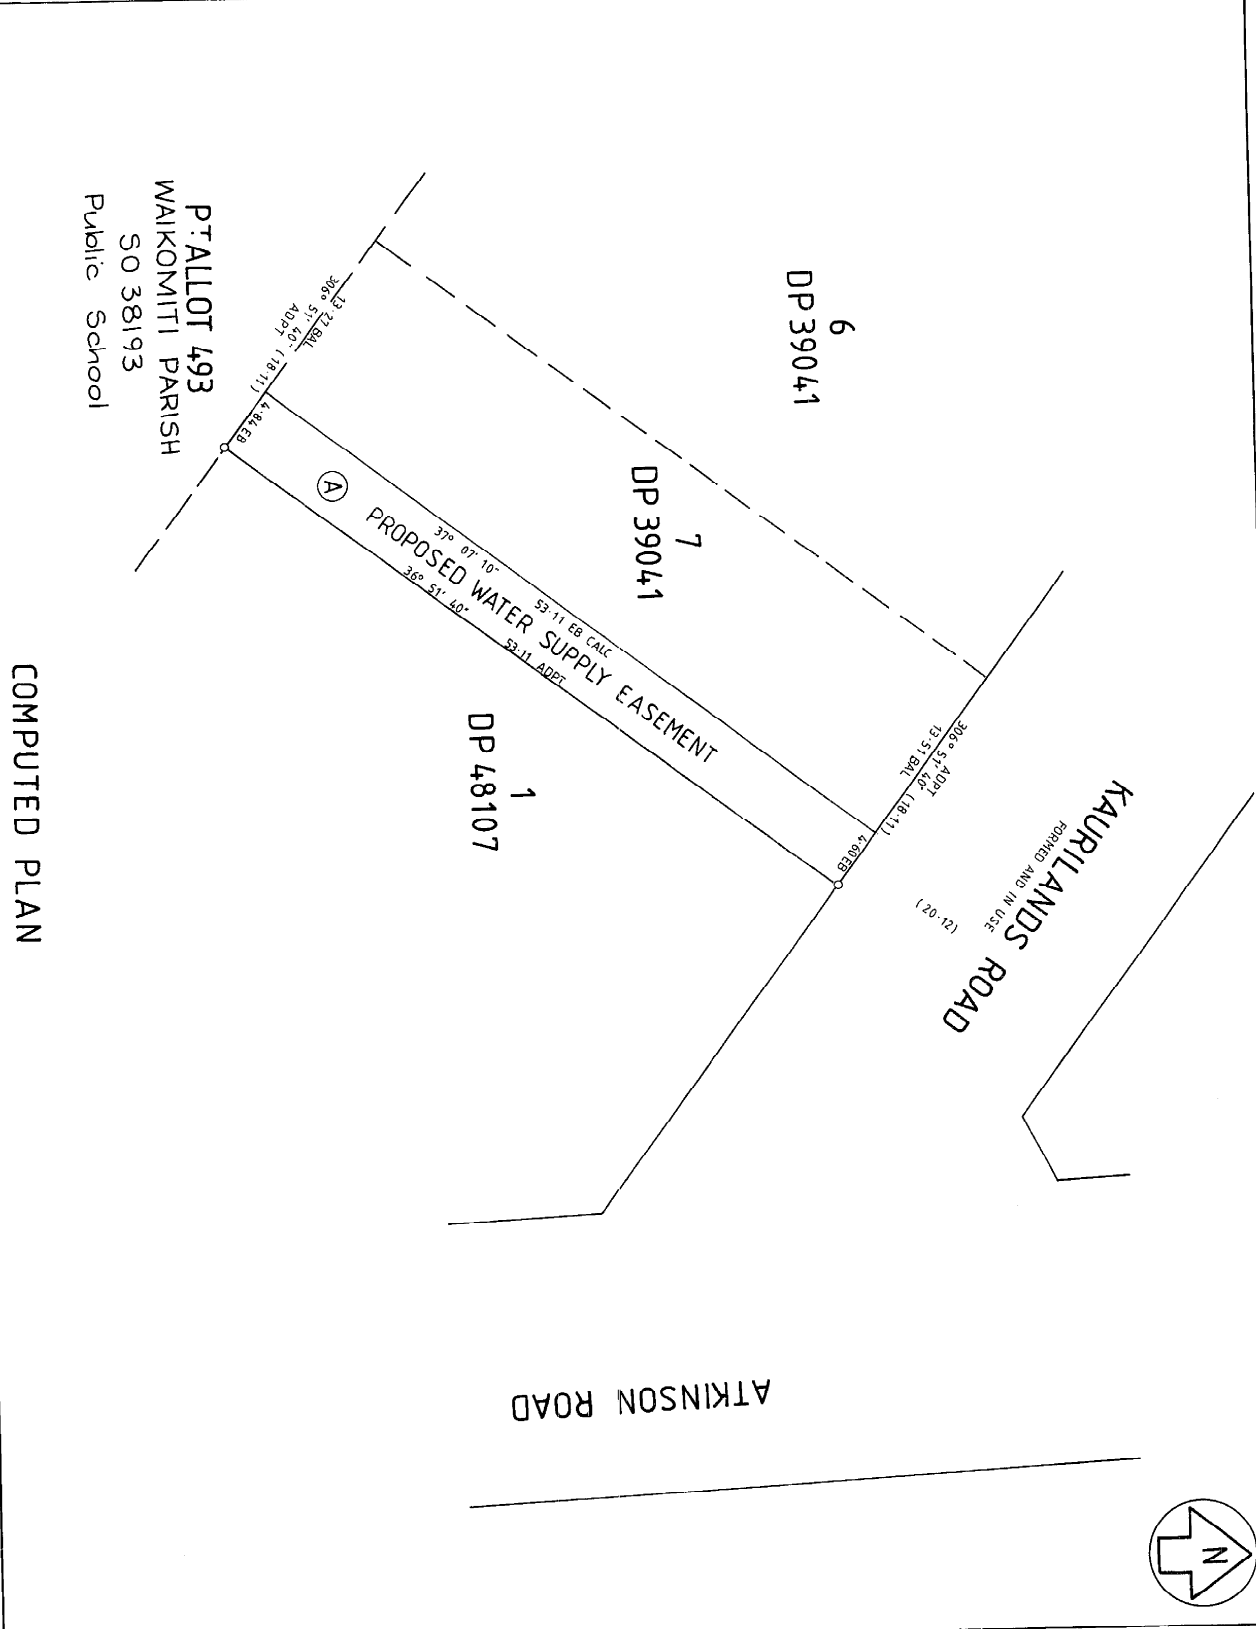 6
DP 39041
7
DP 39041
1
DP 48107
PT ALLOT 493
WAIKOMITI PARISH
SO 38193
Public School
306° 51' 40" (18·11)
13·27 BAL
ADPT
4·84 EB
A
PROPOSED WATER SUPPLY EASEMENT
37° 07' 10"
53·11 EB CALC
36° 51' 40"
53·11 ADPT
306° 51' 40" (18·11)
ADPT
13·51 BAL
4·60 EB
KAURILANDS ROAD
FORMED AND IN USE
(20·12)
ATKINSON ROAD
COMPUTED PLAN
N